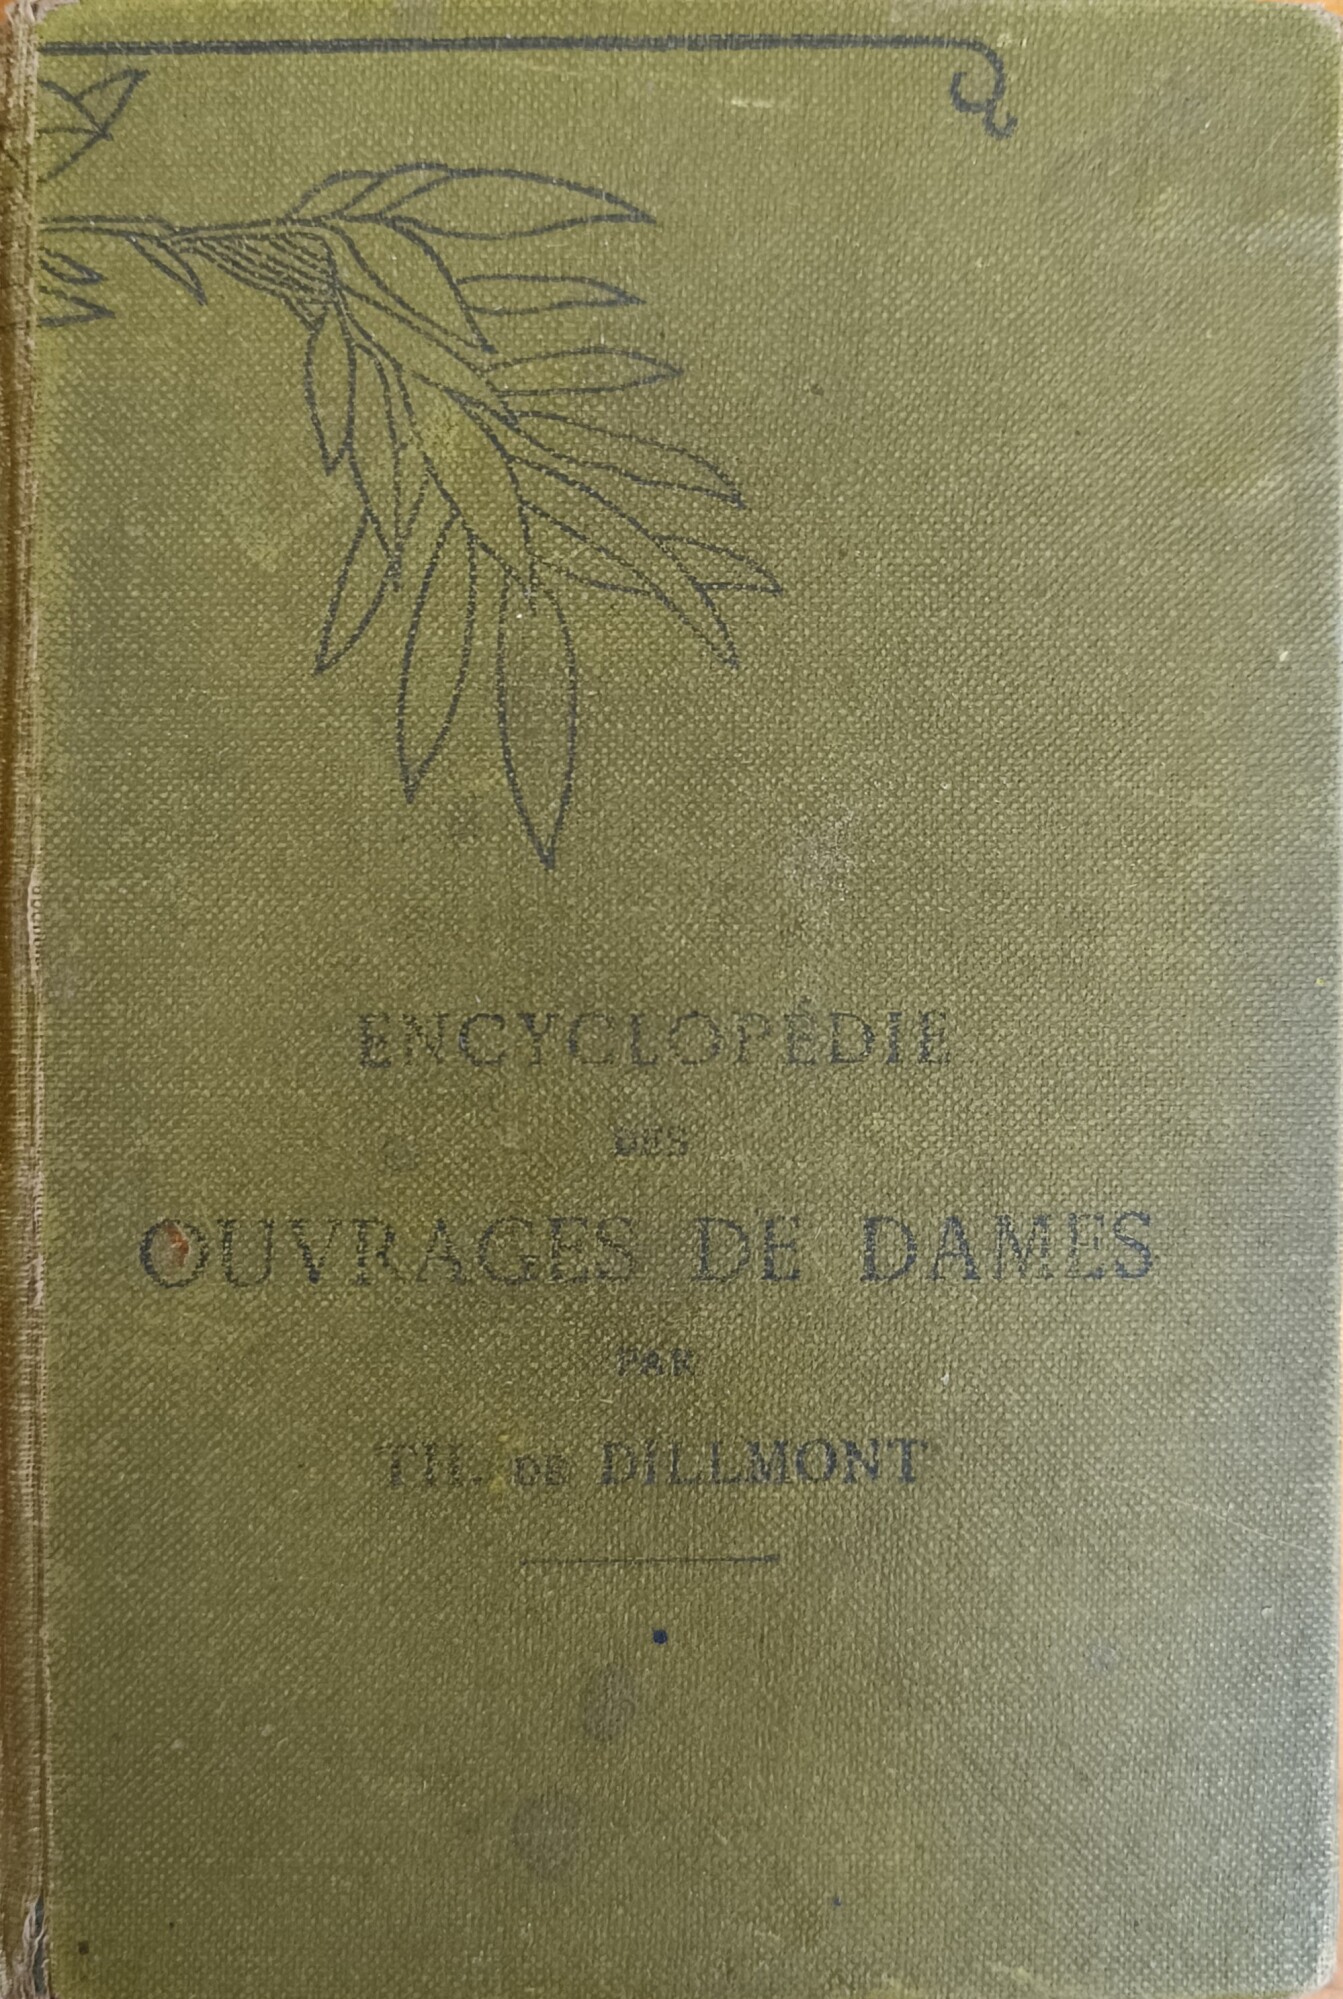 ENCYCLOPÉDIE
DES
OUVRAGES DE DAMES
PAR
TH. DE DILLMONT